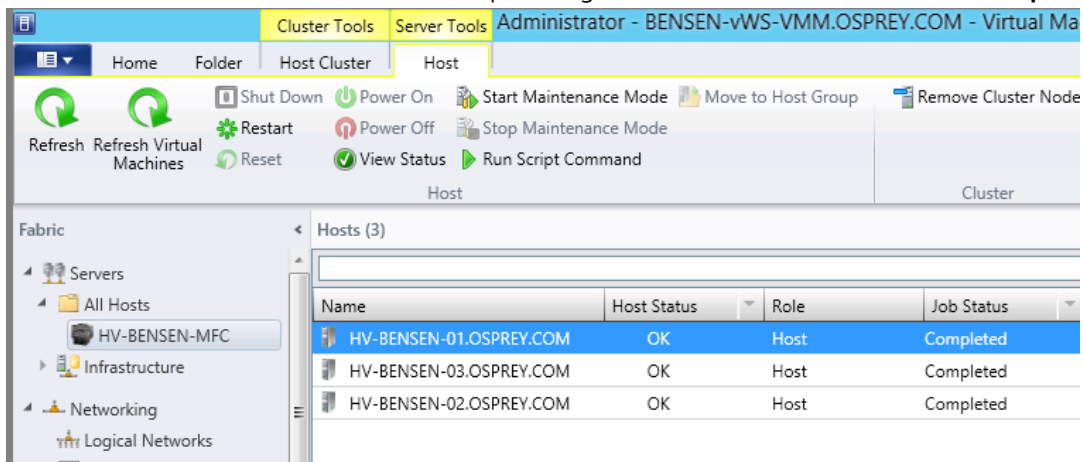 Cluster Tools Server Tools Administrator - BENSEN-vWS-VMM.OSPREY.COM - Virtual Ma
Home Folder Host Cluster Host
Refresh
Refresh Virtual Machines
Shut Down
Restart
Reset
Power On
Power Off
View Status
Start Maintenance Mode
Stop Maintenance Mode
Run Script Command
Move to Host Group
Host
Remove Cluster Node
Cluster
Fabric
Servers
All Hosts
HV-BENSEN-MFC
Infrastructure
Networking
Logical Networks
Hosts (3)
Name Host Status Role Job Status
HV-BENSEN-01.OSPREY.COM OK Host Completed
HV-BENSEN-03.OSPREY.COM OK Host Completed
HV-BENSEN-02.OSPREY.COM OK Host Completed